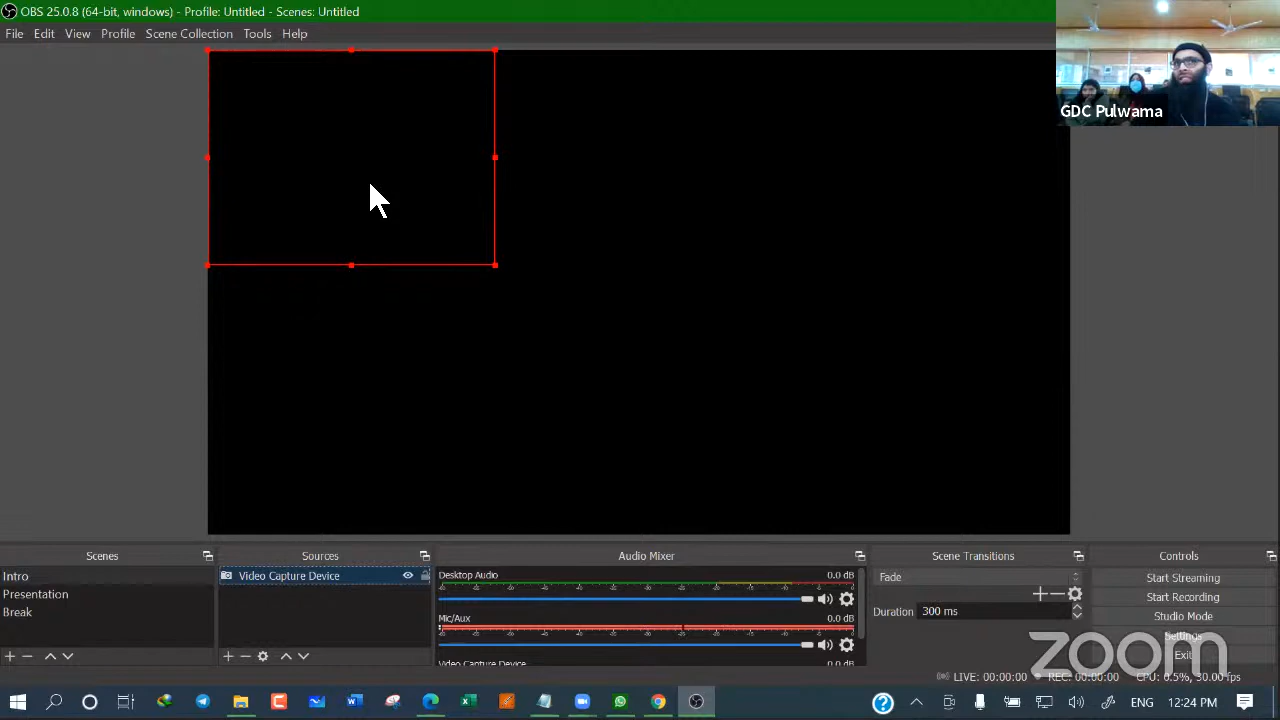 OBS 25.0.8 (64-bit, windows) - Profile: Untitled - Scenes: Untitled
File Edit View Profile Scene Collection Tools Help
GDC Pulwama
Scenes
Intro
Presentation
Break
Sources
Video Capture Device
Audio Mixer
Desktop Audio 0.0 dB
Mic/Aux 0.0 dB
Video Capture Device
Scene Transitions
Fade
Duration 300 ms
Controls
Start Streaming
Start Recording
Studio Mode
Settings
Exit
zoom
LIVE: 00:00:00 REC: 00:00:00 CPU: 0.5%, 30.00 fps
ENG 12:24 PM